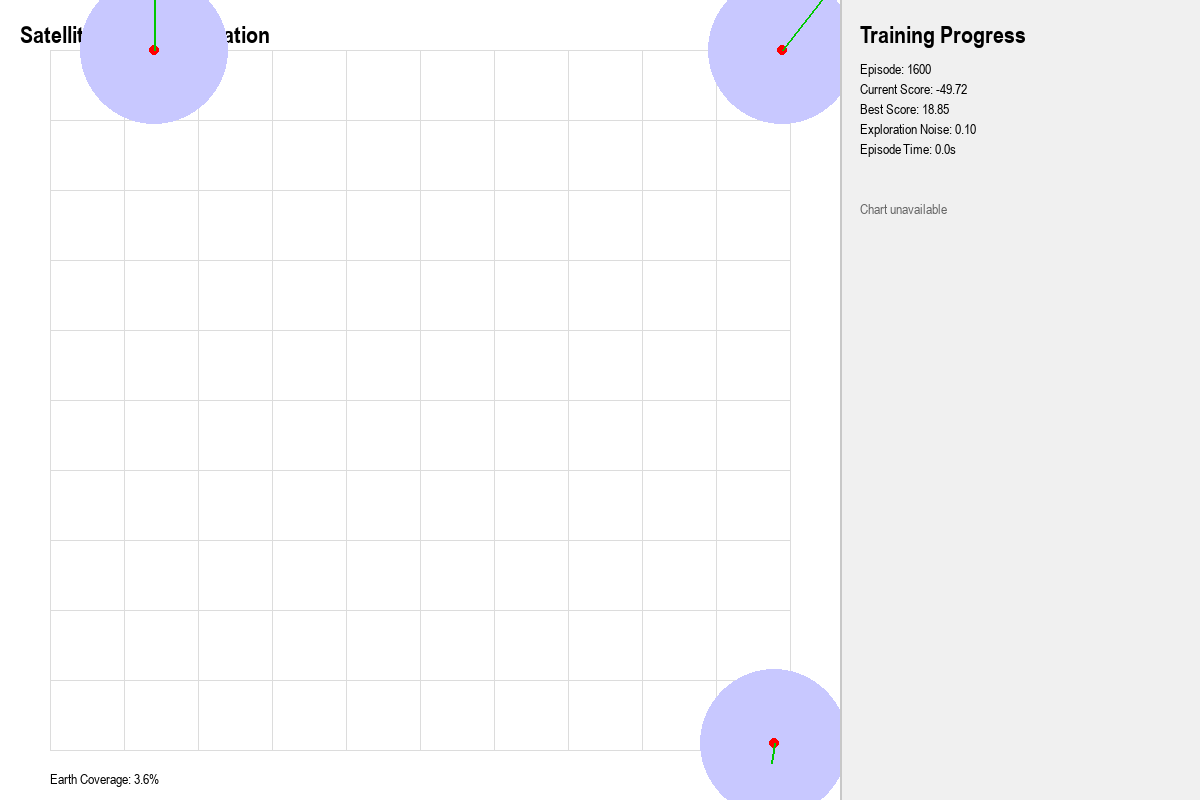 Satellit ation
Training Progress
Episode: 1600
Current Score: -49.72
Best Score: 18.85
Exploration Noise: 0.10
Episode Time: 0.0s
Chart unavailable
Earth Coverage: 3.6%